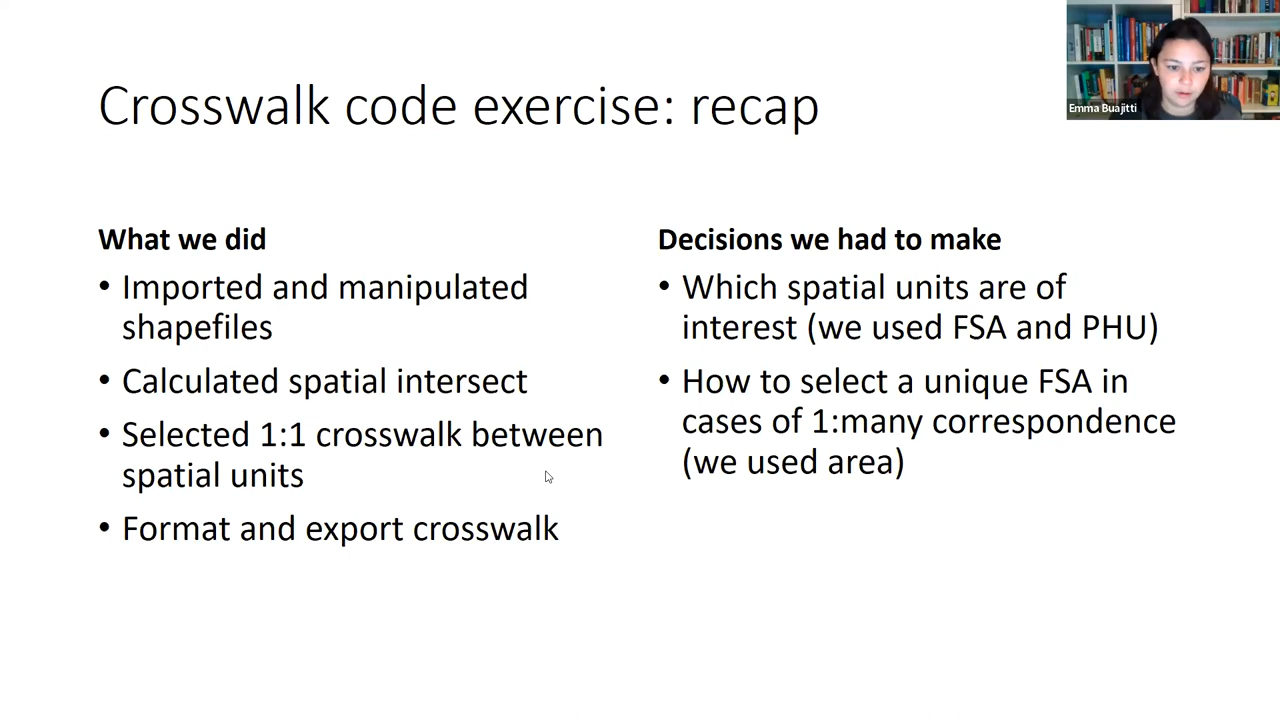 Crosswalk code exercise: recap
Emma Buajitti
What we did
• Imported and manipulated
shapefiles
• Calculated spatial intersect
• Selected 1:1 crosswalk between
spatial units
• Format and export crosswalk
Decisions we had to make
• Which spatial units are of
interest (we used FSA and PHU)
• How to select a unique FSA in
cases of 1:many correspondence
(we used area)